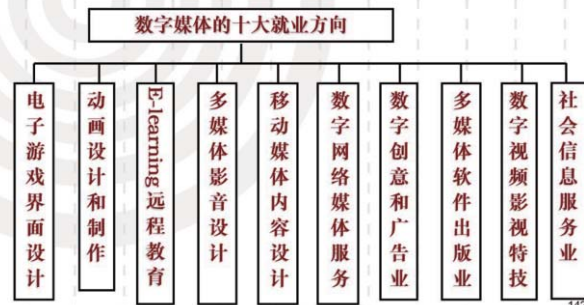 数字媒体的十大就业方向
电子游戏界面设计
动画设计和制作
E-learning远程教育
多媒体影音设计
移动媒体内容设计
数字网络媒体服务
数字创意和广告业
多媒体软件出版业
数字视频影视特技
社会信息服务业